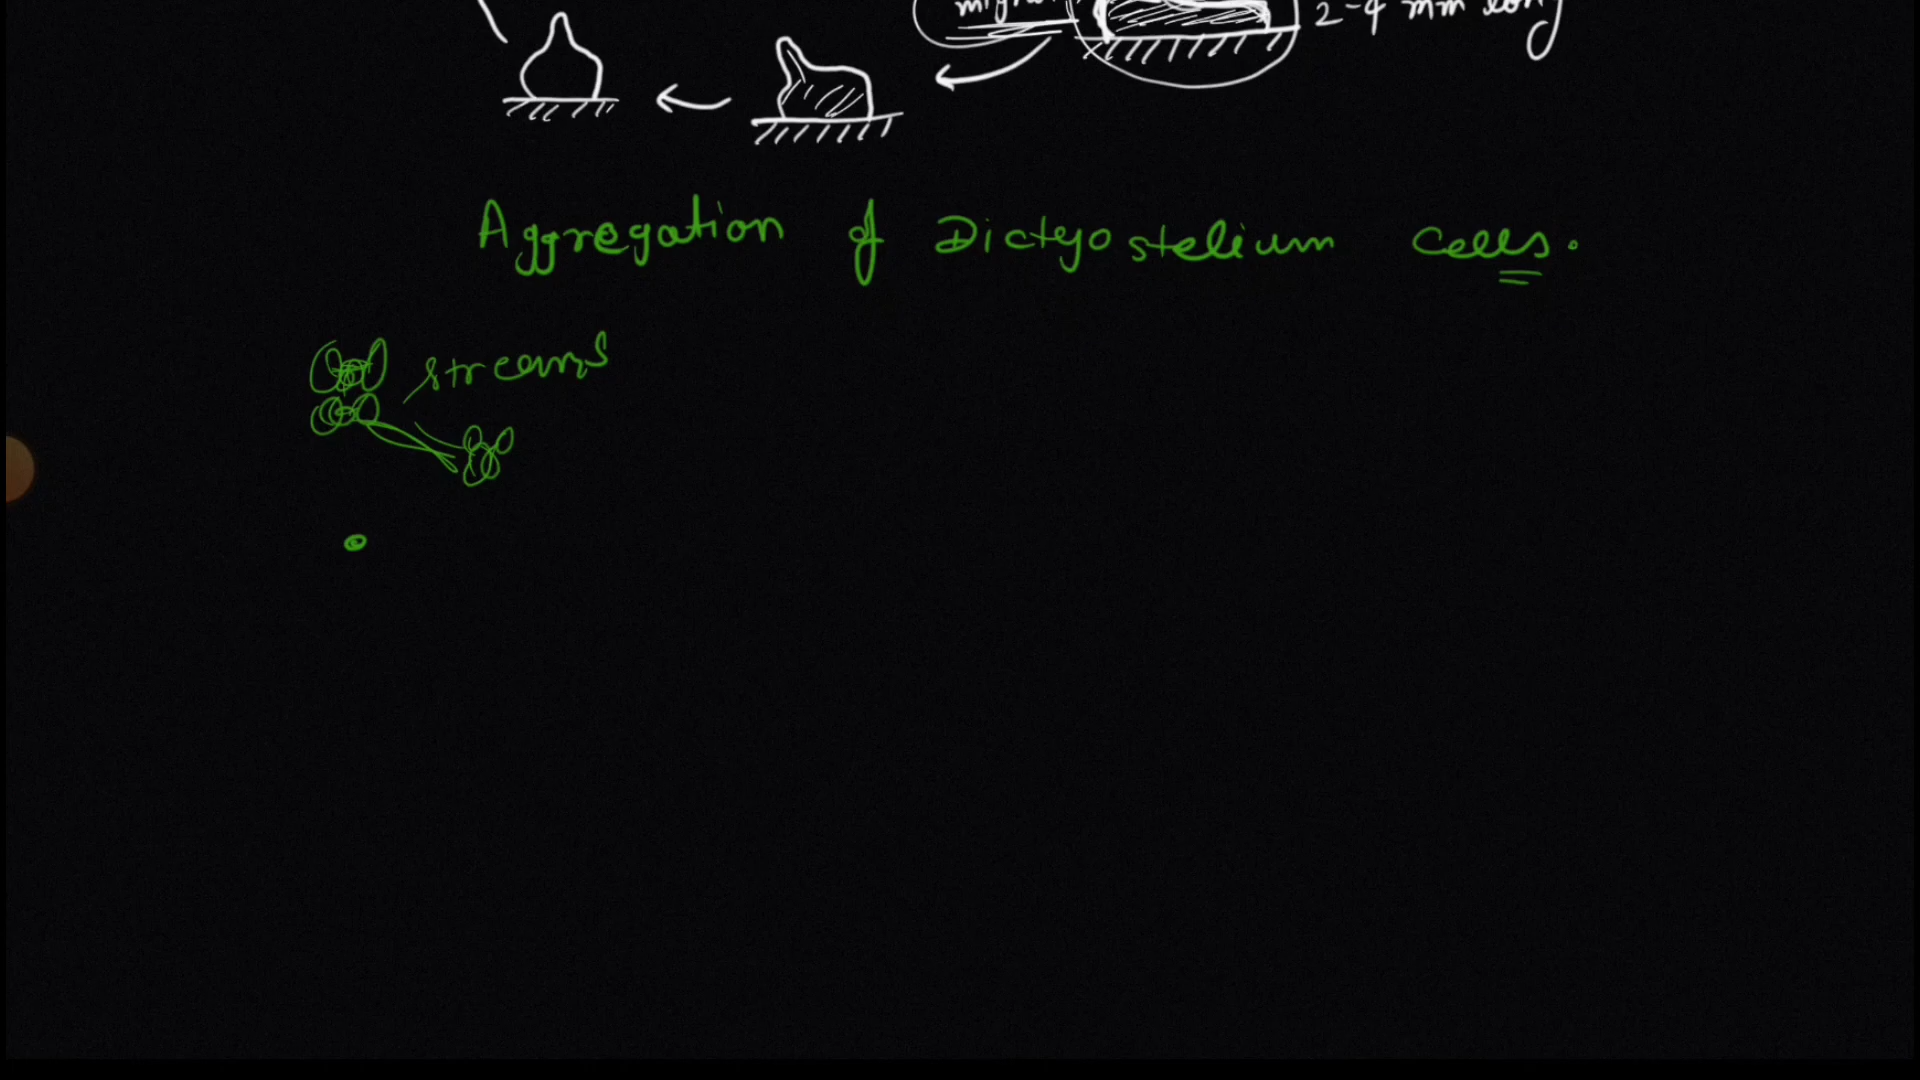 2-4 mm long
Aggregation of Dictyostelium cells.
streams